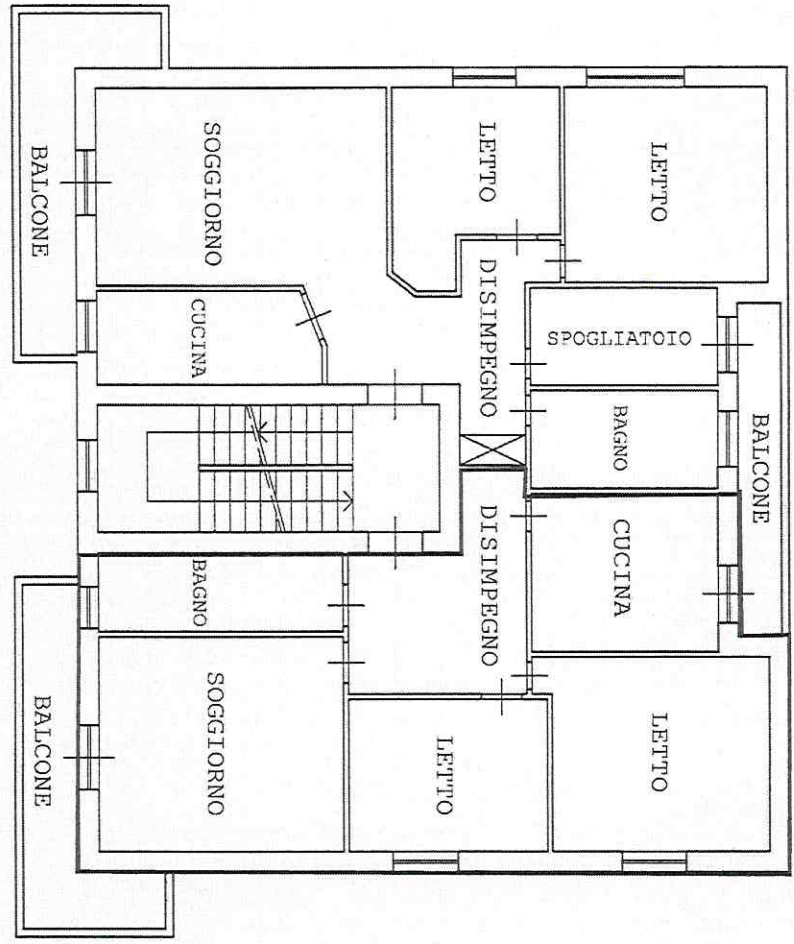 SOGGIORNO
LETTO
LETTO
BALCONE
CUCINA
DISIMPEGNO
SPOGLIATOIO
BAGNO
BALCONE
BAGNO
DISIMPEGNO
CUCINA
BALCONE
SOGGIORNO
LETTO
LETTO